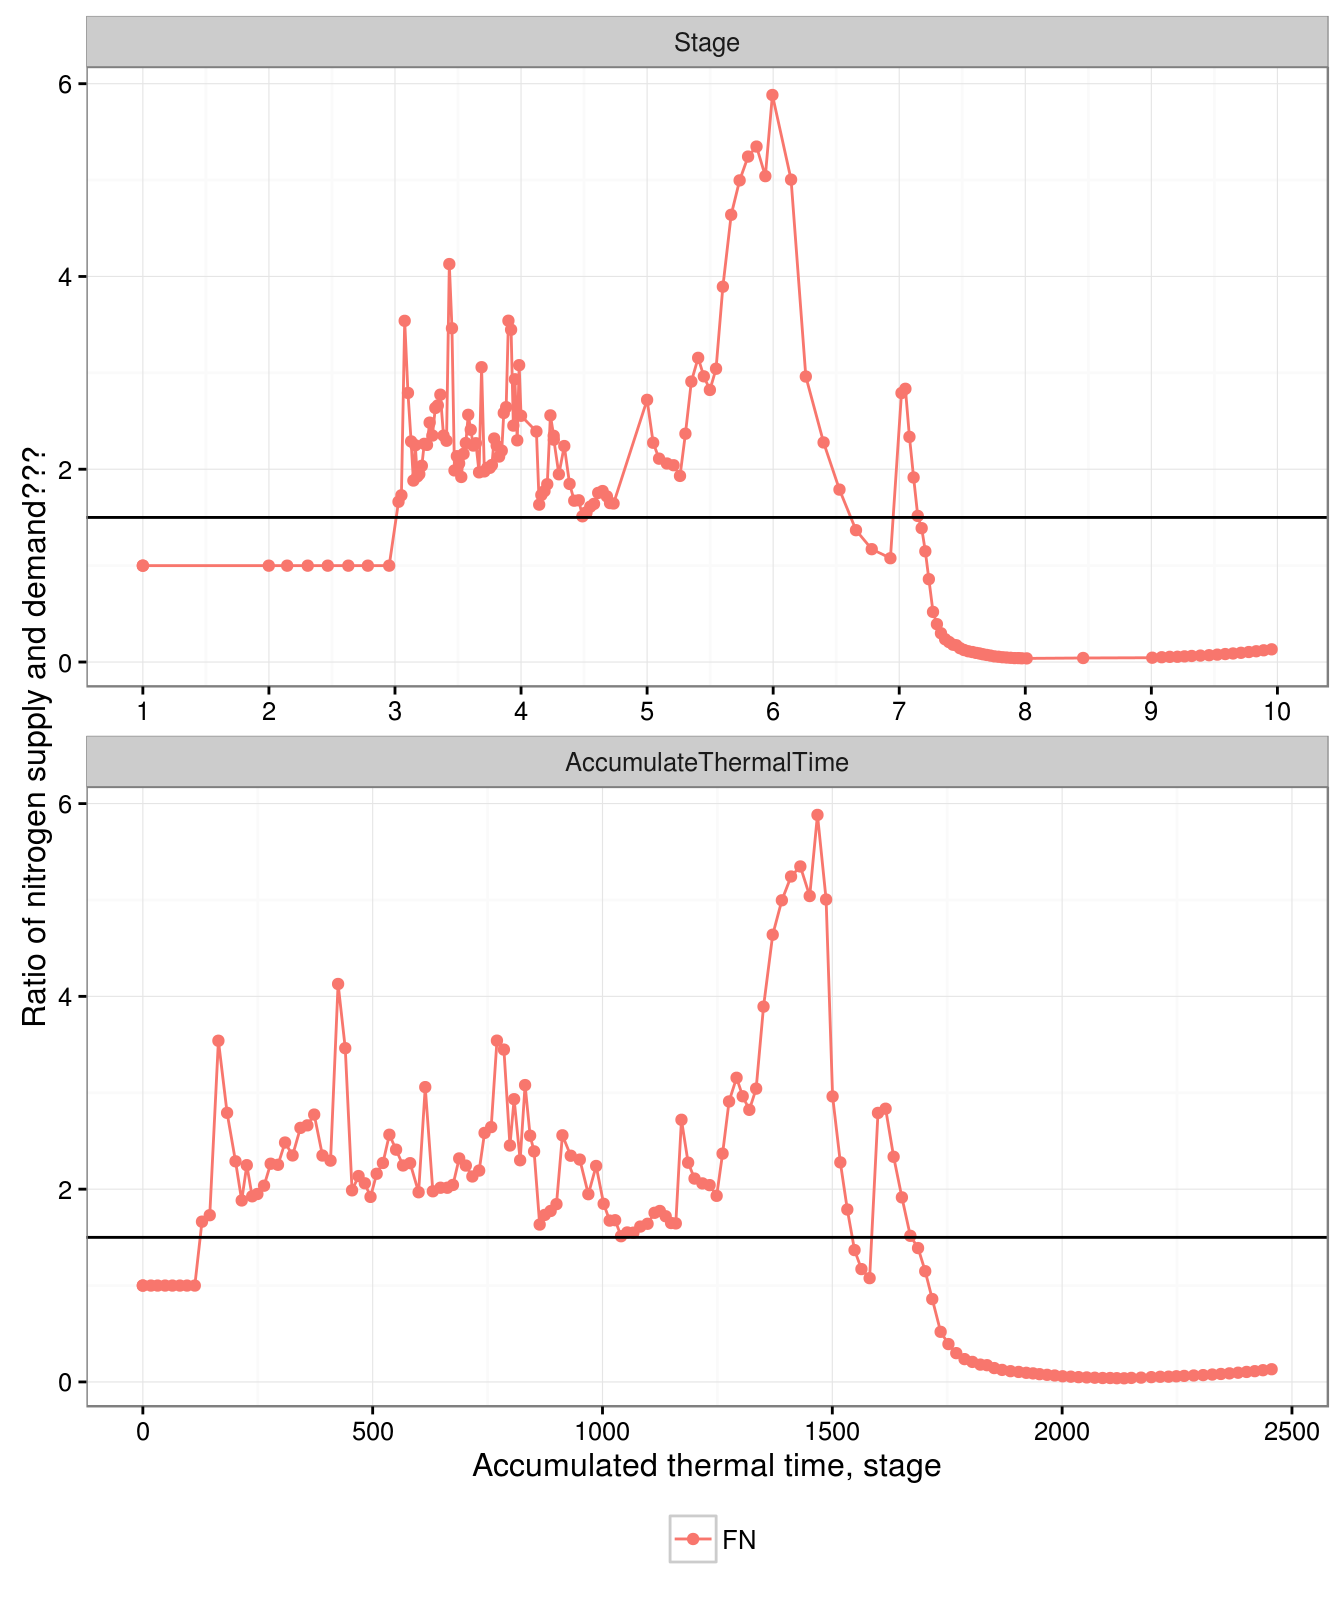 Stage
6
4
2
0
1 2 3 4 5 6 7 8 9 10
Ratio of nitrogen supply and demand???
AccumulateThermalTime
6
4
2
0
0 500 1000 1500 2000 2500
Accumulated thermal time, stage
FN